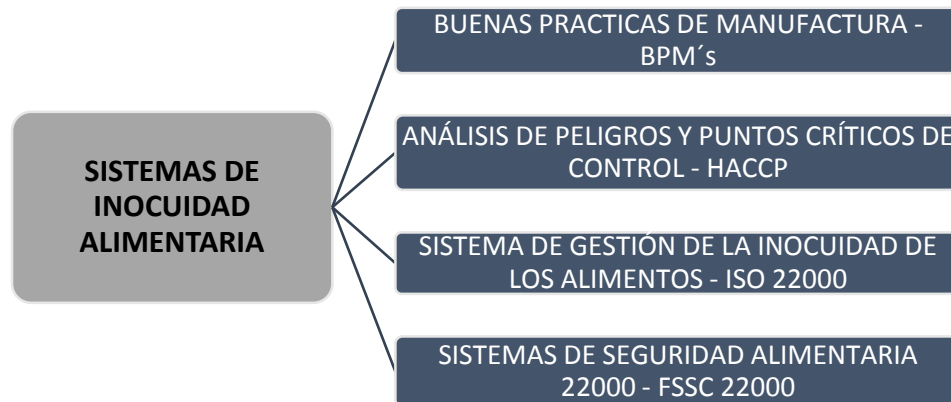 BUENAS PRACTICAS DE MANUFACTURA -
BPM´s
ANÁLISIS DE PELIGROS Y PUNTOS CRÍTICOS DE
CONTROL - HACCP
SISTEMAS DE
INOCUIDAD
ALIMENTARIA
SISTEMA DE GESTIÓN DE LA INOCUIDAD DE
LOS ALIMENTOS - ISO 22000
SISTEMAS DE SEGURIDAD ALIMENTARIA
22000 - FSSC 22000